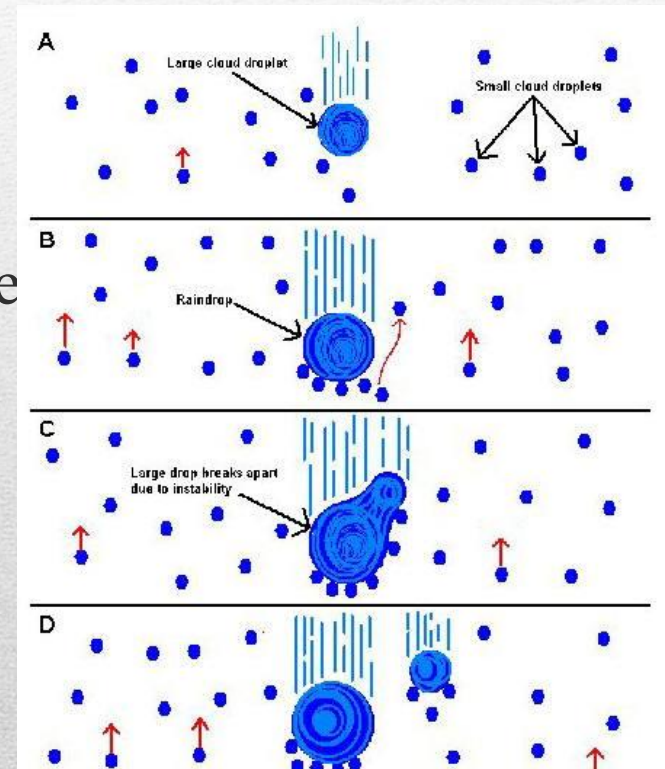 A
Large cloud droplet
Small cloud droplets
e
B
Raindrop
C
Large drop breaks apart
due to instability
D